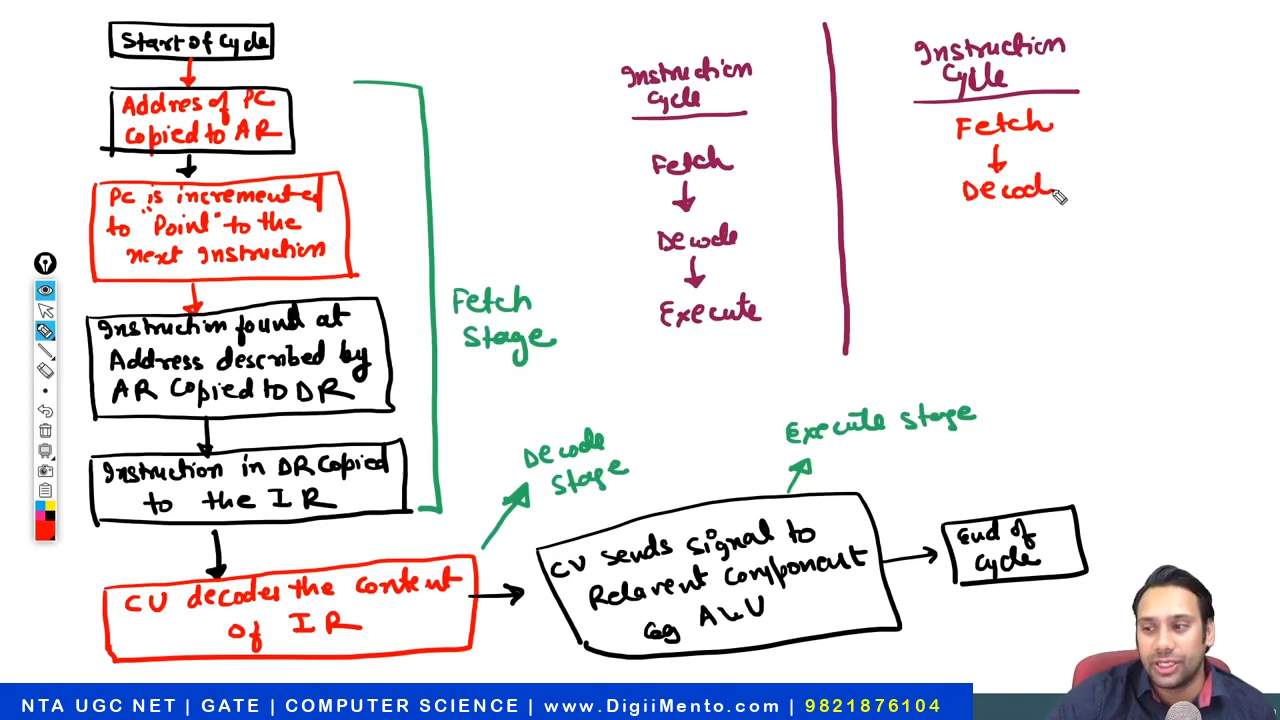 Start of Cycle
Addres of PC
Copied to AR
PC is incremented
to "Point" to the
next Instruction
Instruction found at
Address described by
AR Copied to DR
Instruction in DR Copied
to the IR
CU decodes the content
of IR
Fetch
Stage
Decode
Stage
CU sends signal to
Relavent Component
eg ALU
Execute Stage
End of
Cycle
Instruction
Cycle
Fetch
Decode
Execute
Instruction
Cycle
Fetch
Decod
NTA UGC NET | GATE | COMPUTER SCIENCE | www.DigiiMento.com | 9821876104